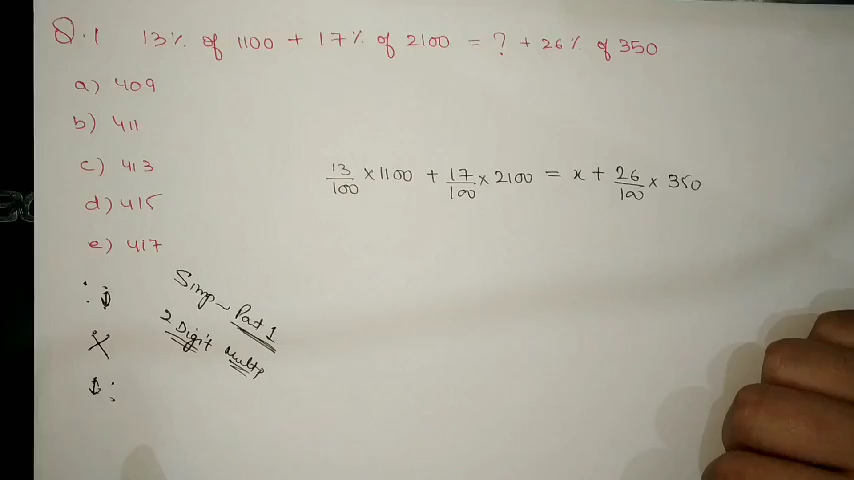 Q.1 13% of 1100 + 17% of 2100 = ? + 26% of 350
a) 409
b) 411
c) 413
d) 415
e) 417
13/100 × 1100 + 17/100 × 2100 = x + 26/100 × 350
Simp~ Part 1
2 Digit Multp